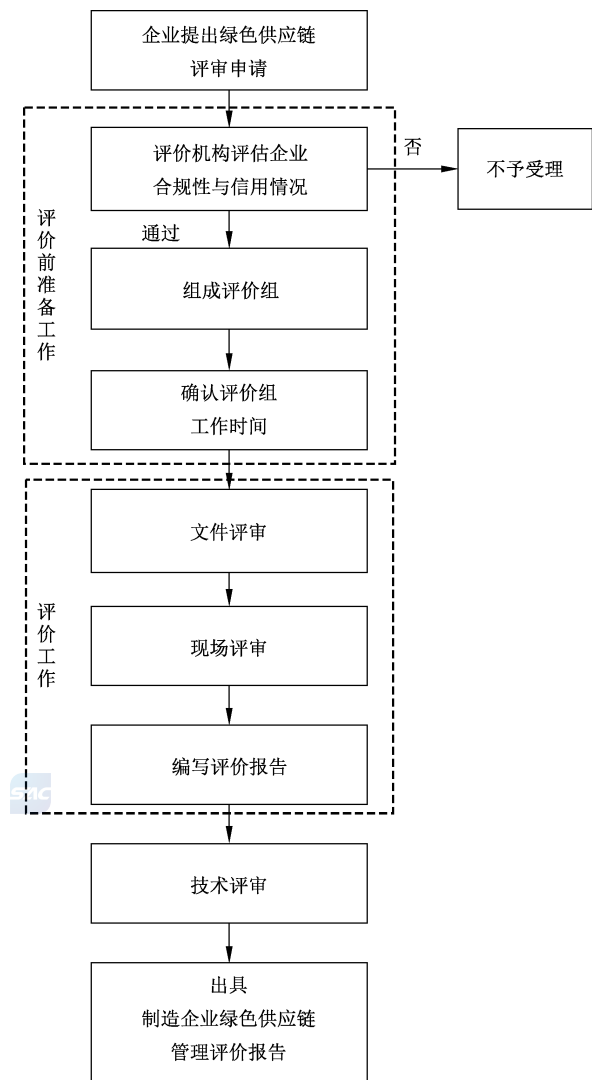 企业提出绿色供应链
评审申请
评价机构评估企业
合规性与信用情况
否
不予受理
通过
评价前准备工作
组成评价组
确认评价组
工作时间
文件评审
评价工作
现场评审
编写评价报告
sac
技术评审
出具
制造企业绿色供应链
管理评价报告